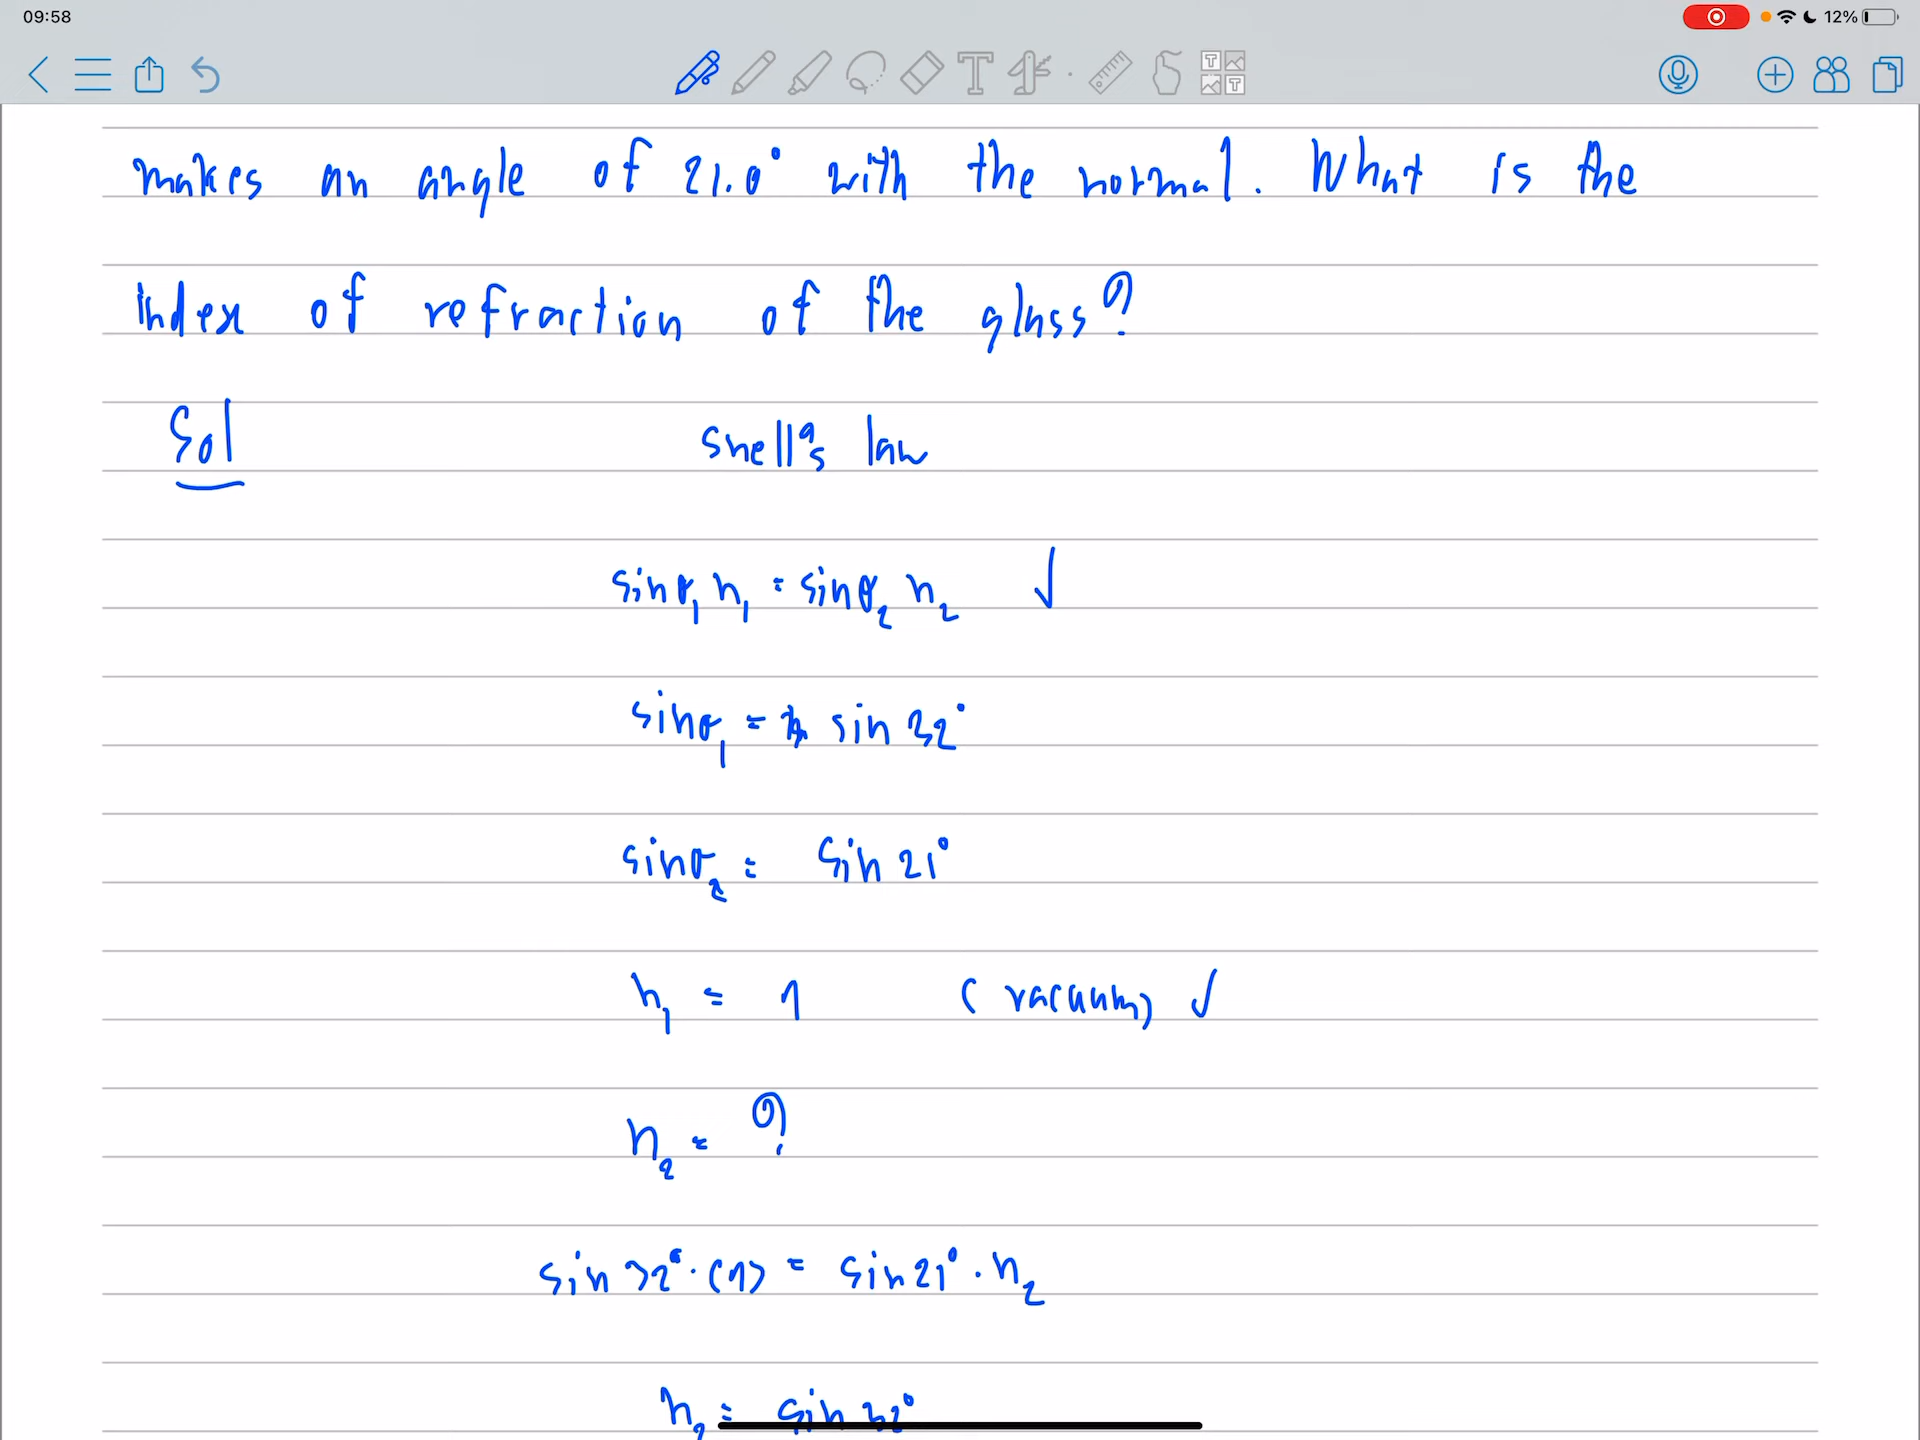 09:58
12%
makes an angle of 21.0° with the normal. What is the
index of refraction of the glass?
Sol
Snell's law
sinθ₁ n₁ = sinθ₂ n₂ ✓
sinθ₁ = sin 32°
sinθ₂ = sin 21°
n₁ = 1 (vacuum) ✓
n₂ = ?
sin 32° · (1) = sin 21° · n₂
n₂ = sin 32°